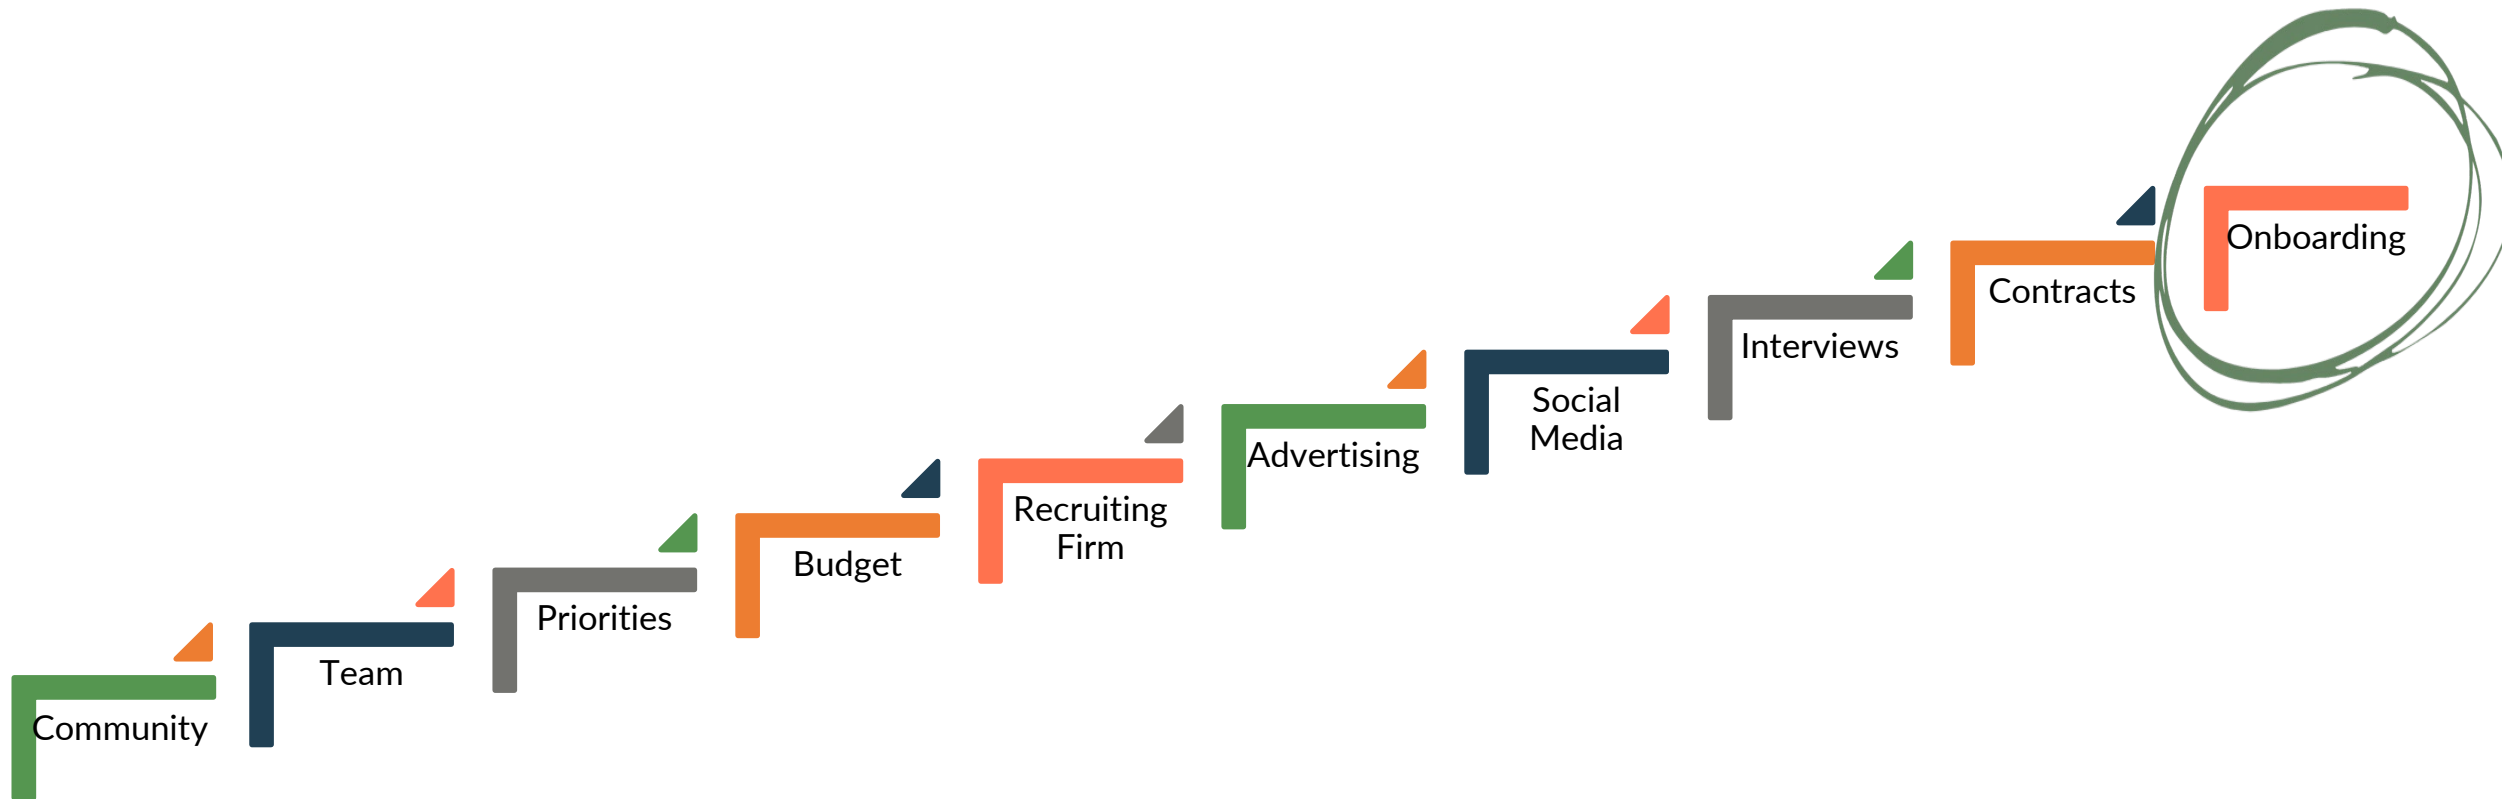 Community
Team
Priorities
Budget
Recruiting
Firm
Advertising
Social
Media
Interviews
Contracts
Onboarding